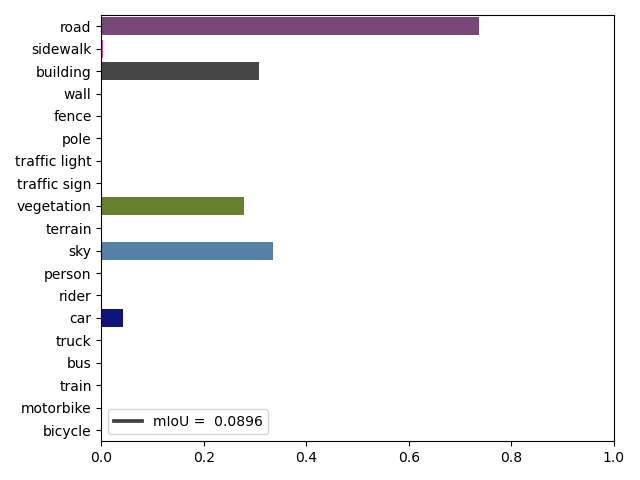 road
sidewalk
building
wall
fence
pole
traffic light
traffic sign
vegetation
terrain
sky
person
rider
car
truck
bus
train
motorbike
bicycle
mIoU =  0.0896
0.0 0.2 0.4 0.6 0.8 1.0